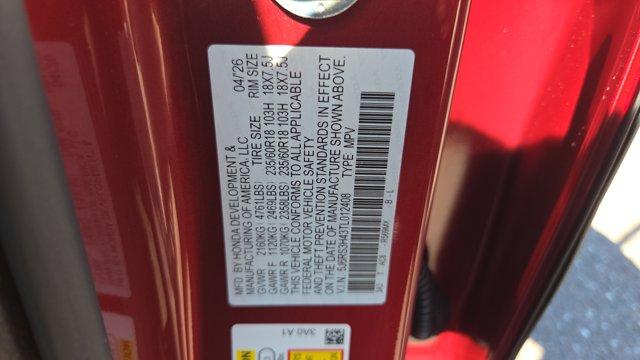 MFD BY HONDA DEVELOPMENT & 04/'26
MANUFACTURING OF AMERICA, LLC
TIRE SIZE RIM SIZE
GVWR 2160KG( 4761LBS)
GAWR F 1120KG( 2469LBS) 235/60R18 103H 18X7.5J
GAWR R 1070KG( 2358LBS) 235/60R18 103H 18X7.5J
THIS VEHICLE CONFORMS TO ALL APPLICABLE
FEDERAL MOTOR VEHICLE SAFETY
AND THEFT PREVENTION STANDARDS IN EFFECT
ON THE DATE OF MANUFACTURE SHOWN ABOVE.
V.I.N. 5J6RS3H43TL012408 TYPE: MPV
3A0 T AC8 -R569MX - B - L
3A0 A1